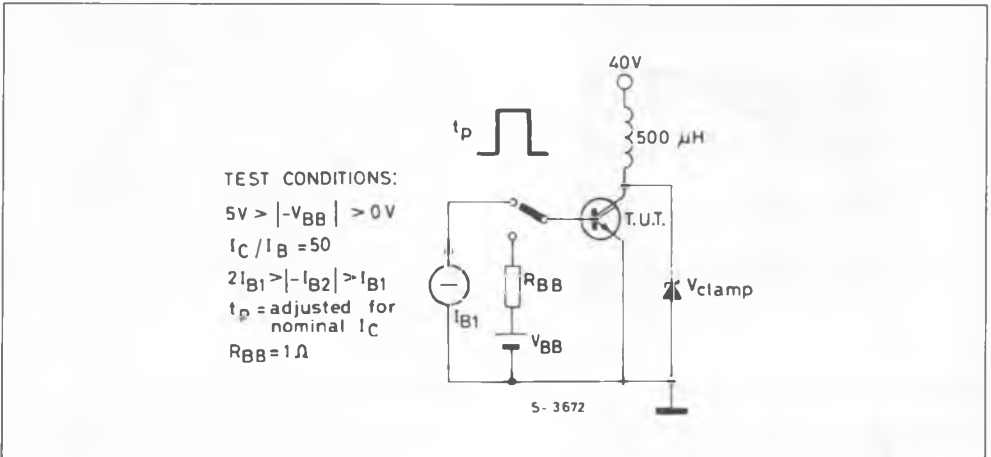 40V
tp
500 μH
TEST CONDITIONS:
5V > |-VBB| > 0V
T.U.T.
IC/IB = 50
2IB1 > |-IB2| > IB1
RBB
Vclamp
tp = adjusted for
nominal IC
IB1
VBB
RBB = 1 Ω
S-3672